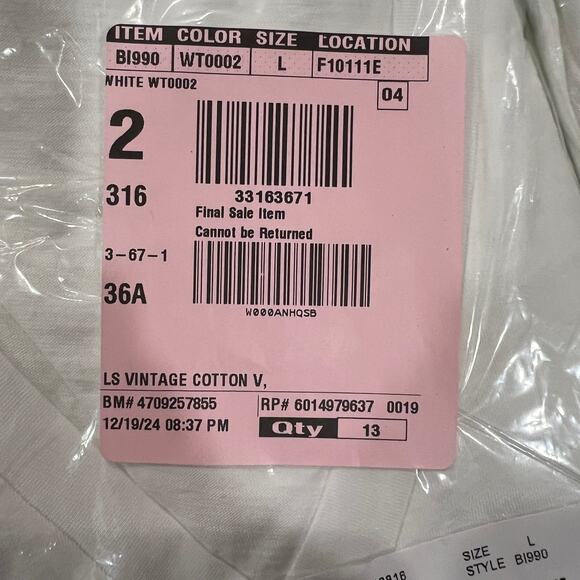 ITEM COLOR SIZE LOCATION
BI990 WT0002 L F10111E
WHITE WT0002
04
2
33163671
316
Final Sale Item
Cannot be Returned
3-67-1
36A
W000ANHQSB
LS VINTAGE COTTON V,
BM# 4709257855 RP# 6014979637 0019
12/19/24 08:37 PM Qty 13
SIZE L
STYLE BI990